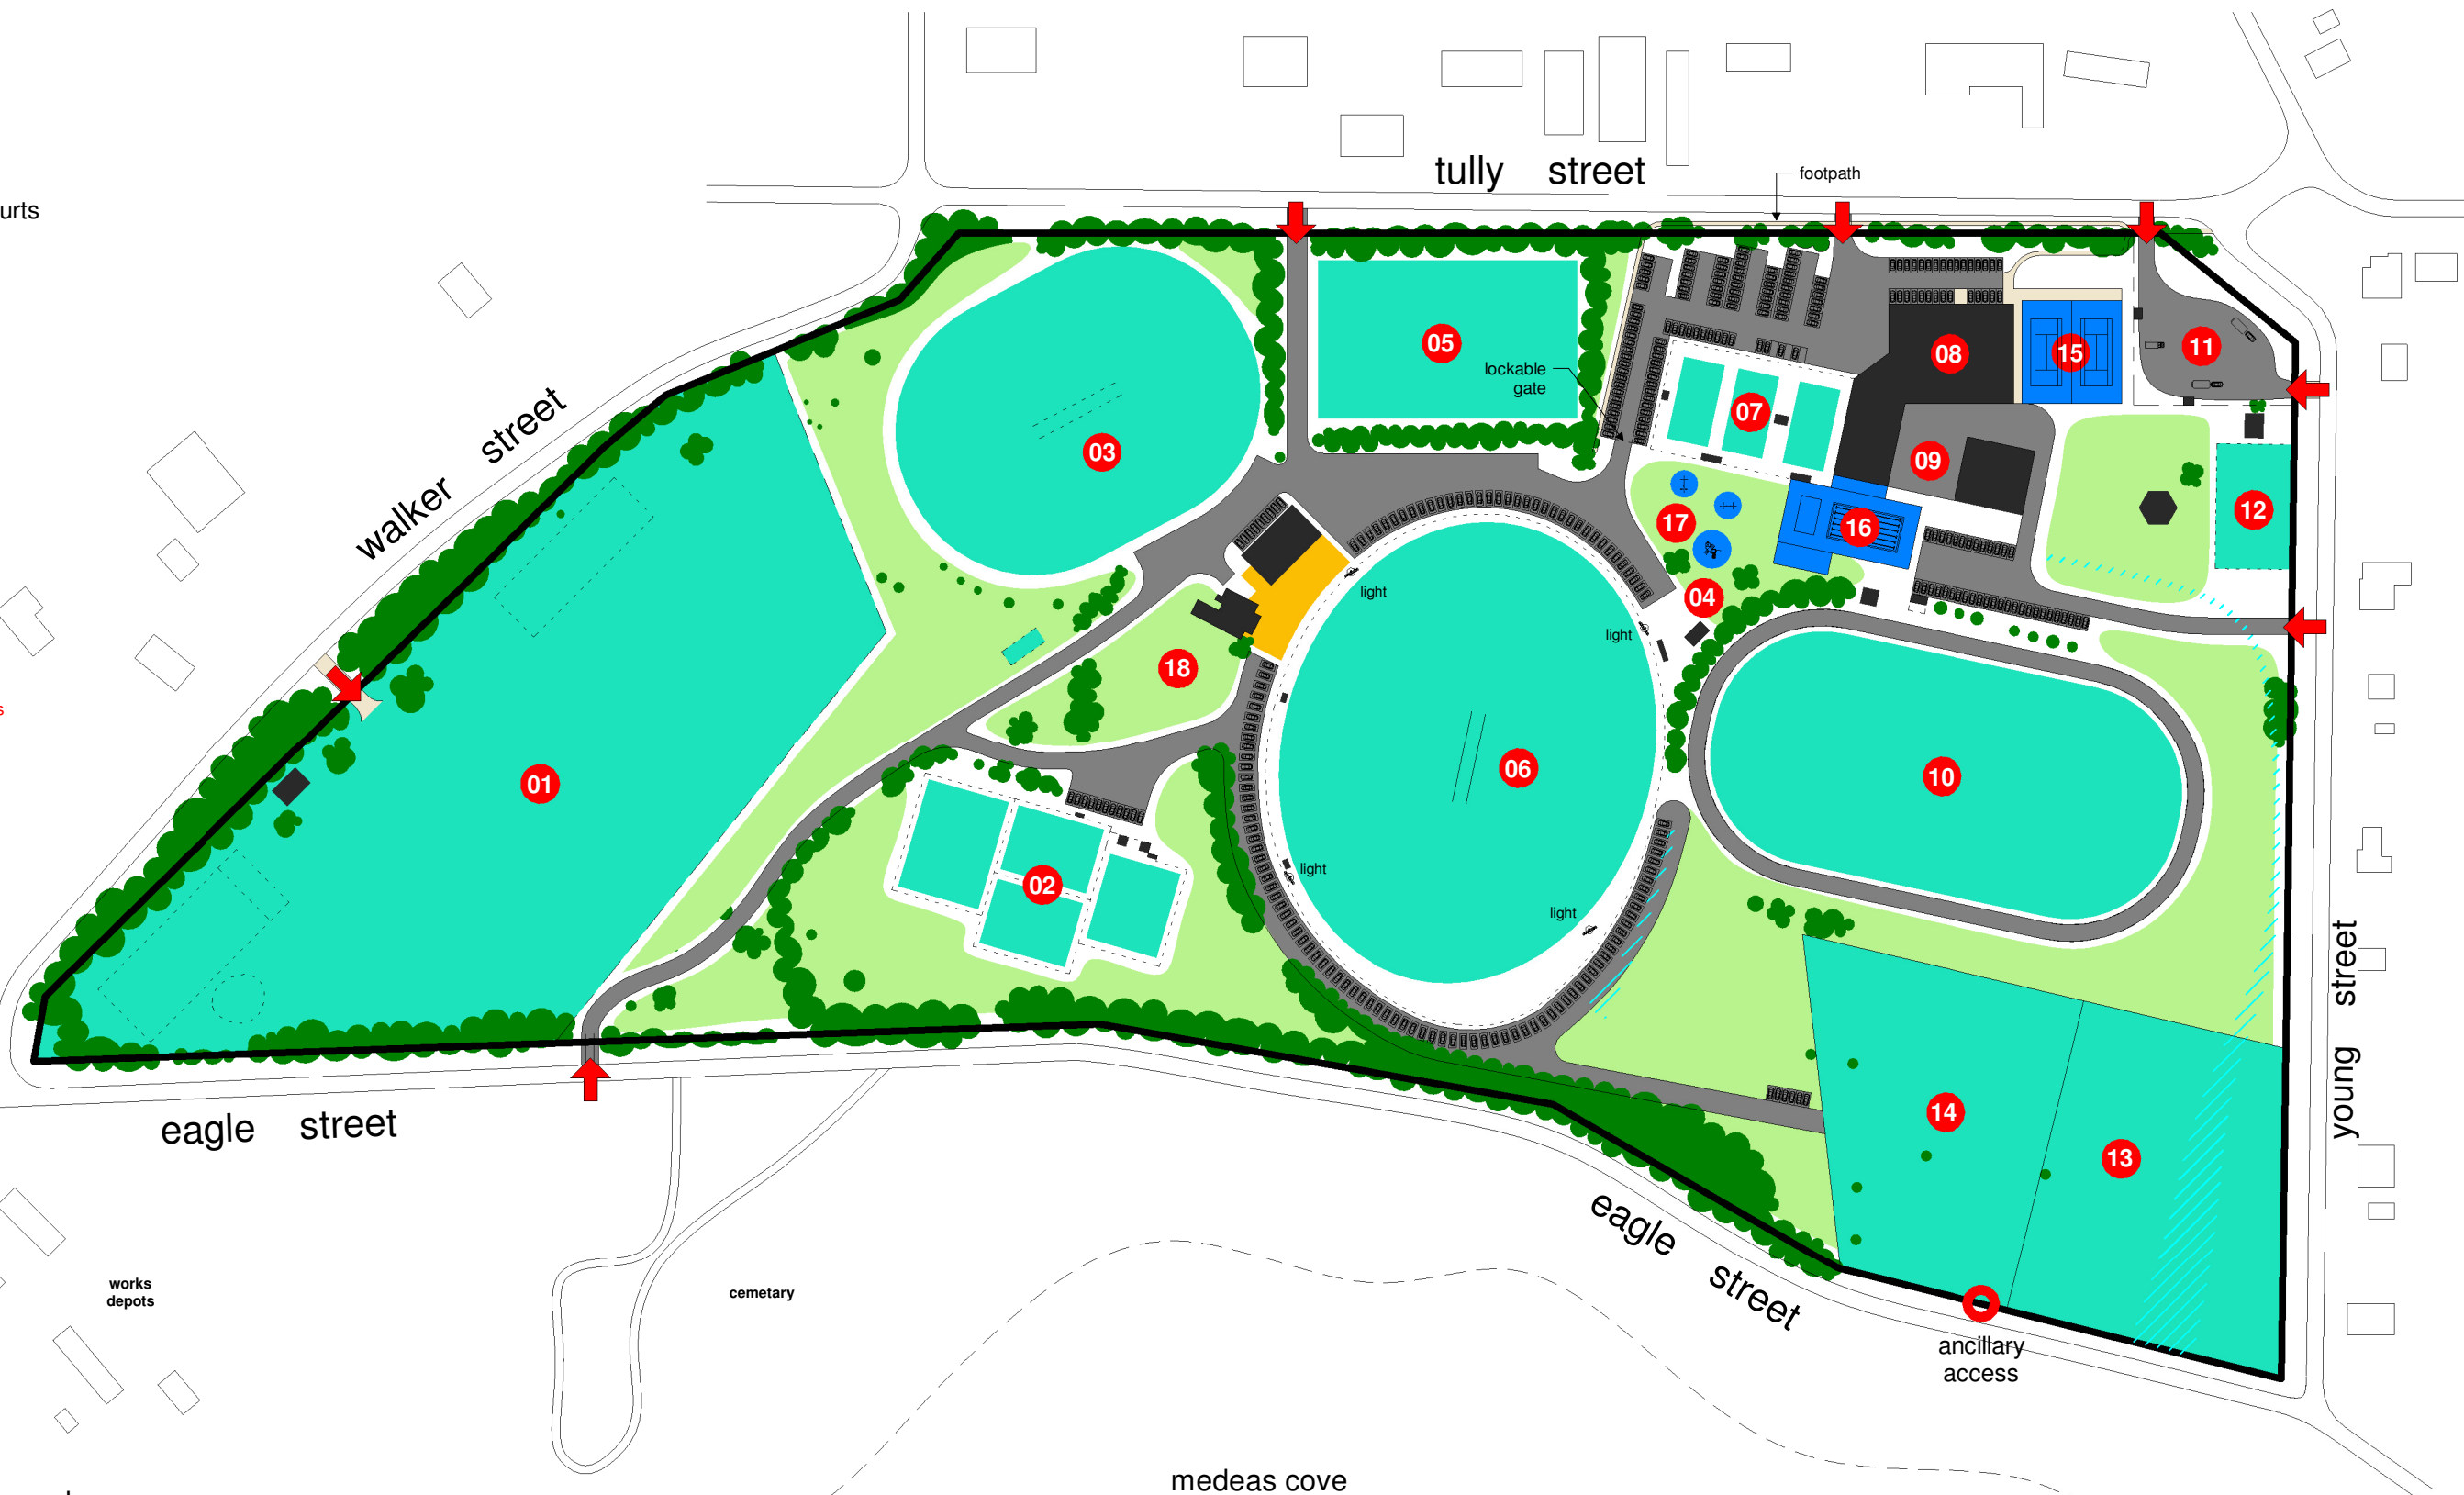 tully street
footpath
urts
05
lockable
gate
08
15
11
07
03
walker street
09
12
17
16
light
light
04
18
s
01
06
10
02
light
light
young street
14
13
eagle street
eagle street
works
depots
cemetary
ancillary
access
medeas cove